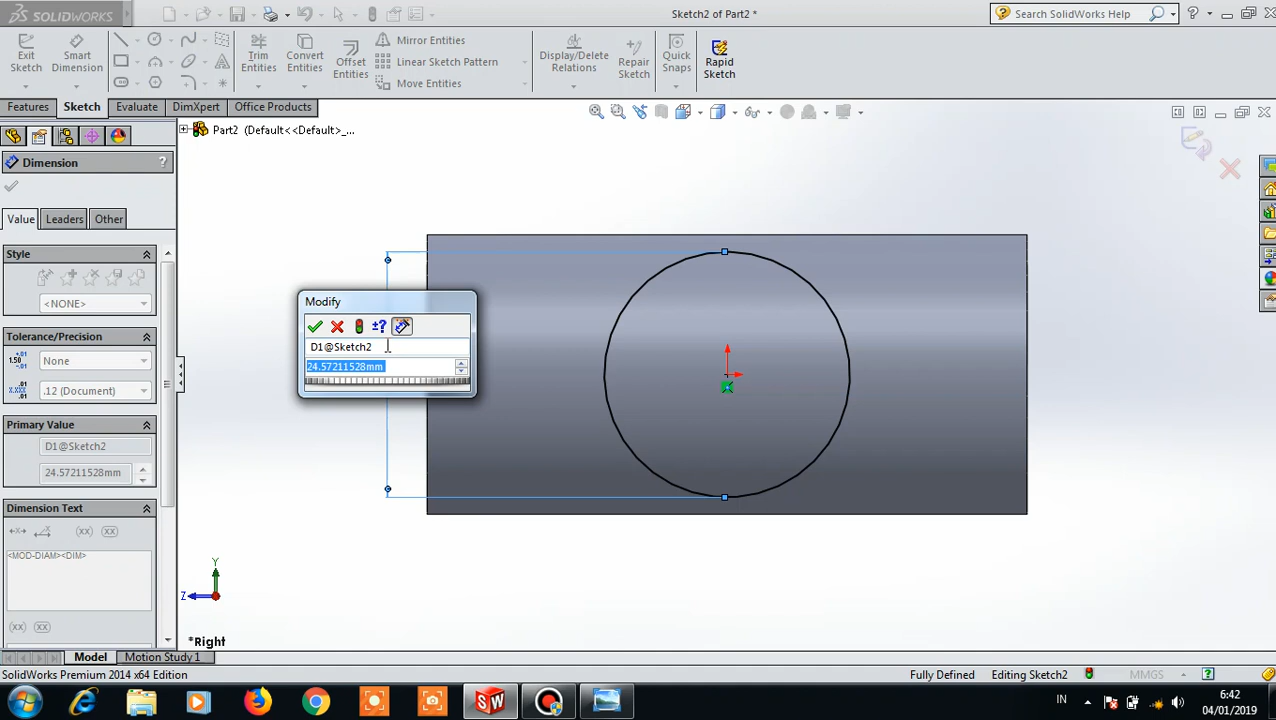 SOLIDWORKS
Sketch2 of Part2 *
Search SolidWorks Help
Exit Sketch
Smart Dimension
Trim Entities
Convert Entities
Offset Entities
Mirror Entities
Linear Sketch Pattern
Move Entities
Display/Delete Relations
Repair Sketch
Quick Snaps
Rapid Sketch
Features
Sketch
Evaluate
DimXpert
Office Products
Part2 (Default<<Default>_...
Dimension
?
Value
Leaders
Other
Style
<NONE>
Tolerance/Precision
None
.12 (Document)
Primary Value
D1@Sketch2
24.57211528mm
Dimension Text
<MOD-DIAM><DIM>
Modify
D1@Sketch2
24.57211528mm
Y
Z
*Right
Model
Motion Study 1
SolidWorks Premium 2014 x64 Edition
Fully Defined
Editing Sketch2
MMGS
IN
6:42
04/01/2019